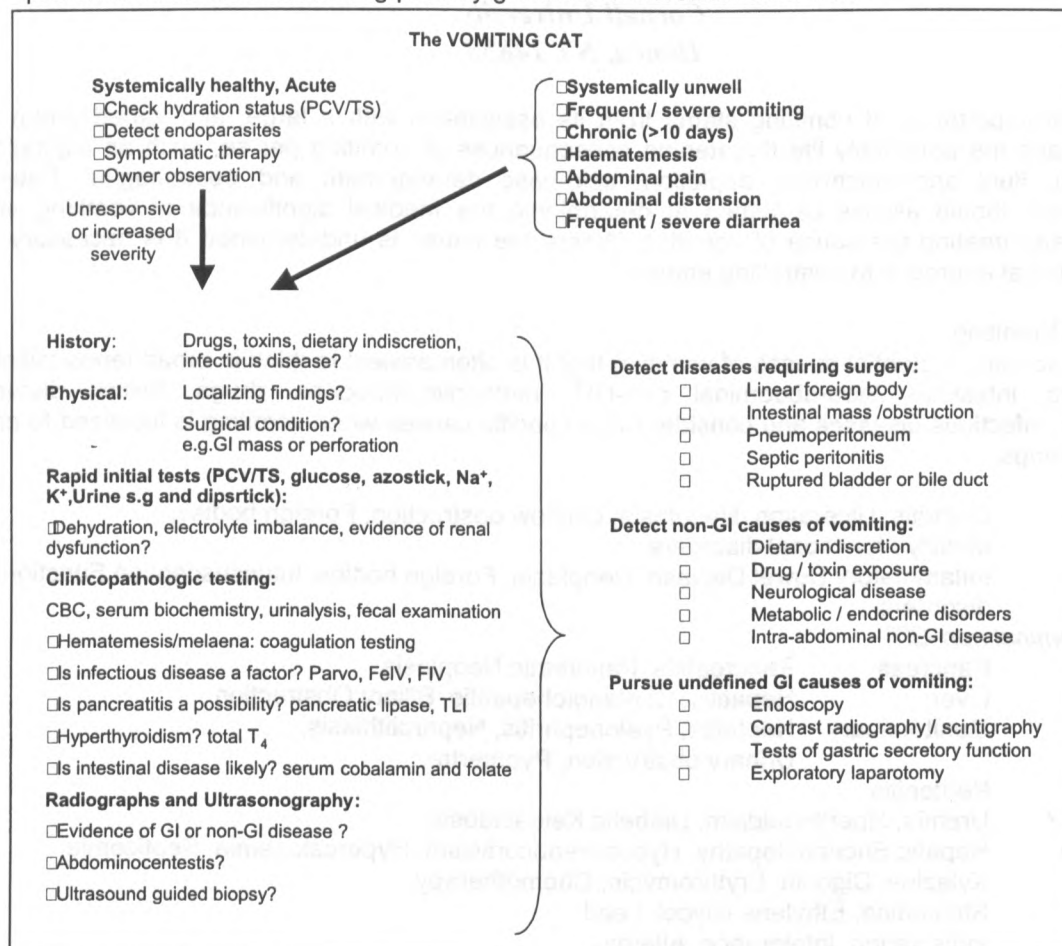 The VOMITING CAT
Systemically healthy, Acute
□Check hydration status (PCV/TS)
□Detect endoparasites
□Symptomatic therapy
□Owner observation
□Systemically unwell
□Frequent / severe vomiting
□Chronic (>10 days)
□Haematemesis
□Abdominal pain
□Abdominal distension
□Frequent / severe diarrhea
Unresponsive
or increased
severity
History: Drugs, toxins, dietary indiscretion,
infectious disease?
Physical: Localizing findings?
Surgical condition?
- e.g.GI mass or perforation
Rapid initial tests (PCV/TS, glucose, azostick, Na+,
K+,Urine s.g and dipsrtick):
□Dehydration, electrolyte imbalance, evidence of renal
dysfunction?
Clinicopathologic testing:
CBC, serum biochemistry, urinalysis, fecal examination
□Hematemesis/melaena: coagulation testing
□Is infectious disease a factor? Parvo, FelV, FIV
□Is pancreatitis a possibility? pancreatic lipase, TLI
□Hyperthyroidism? total T4
□Is intestinal disease likely? serum cobalamin and folate
Radiographs and Ultrasonography:
□Evidence of GI or non-GI disease ?
□Abdominocentestis?
□Ultrasound guided biopsy?
Detect diseases requiring surgery:
□ Linear foreign body
□ Intestinal mass /obstruction
□ Pneumoperitoneum
□ Septic peritonitis
□ Ruptured bladder or bile duct
Detect non-GI causes of vomiting:
□ Dietary indiscretion
□ Drug / toxin exposure
□ Neurological disease
□ Metabolic / endocrine disorders
□ Intra-abdominal non-GI disease
Pursue undefined GI causes of vomiting:
□ Endoscopy
□ Contrast radiography / scintigraphy
□ Tests of gastric secretory function
□ Exploratory laparotomy